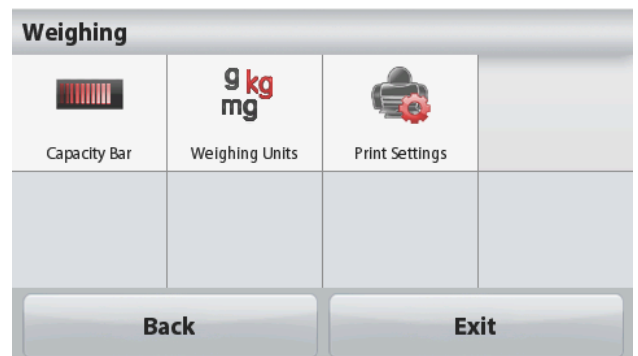 Weighing
g kg
mg
Capacity Bar
Weighing Units
Print Settings
Back
Exit